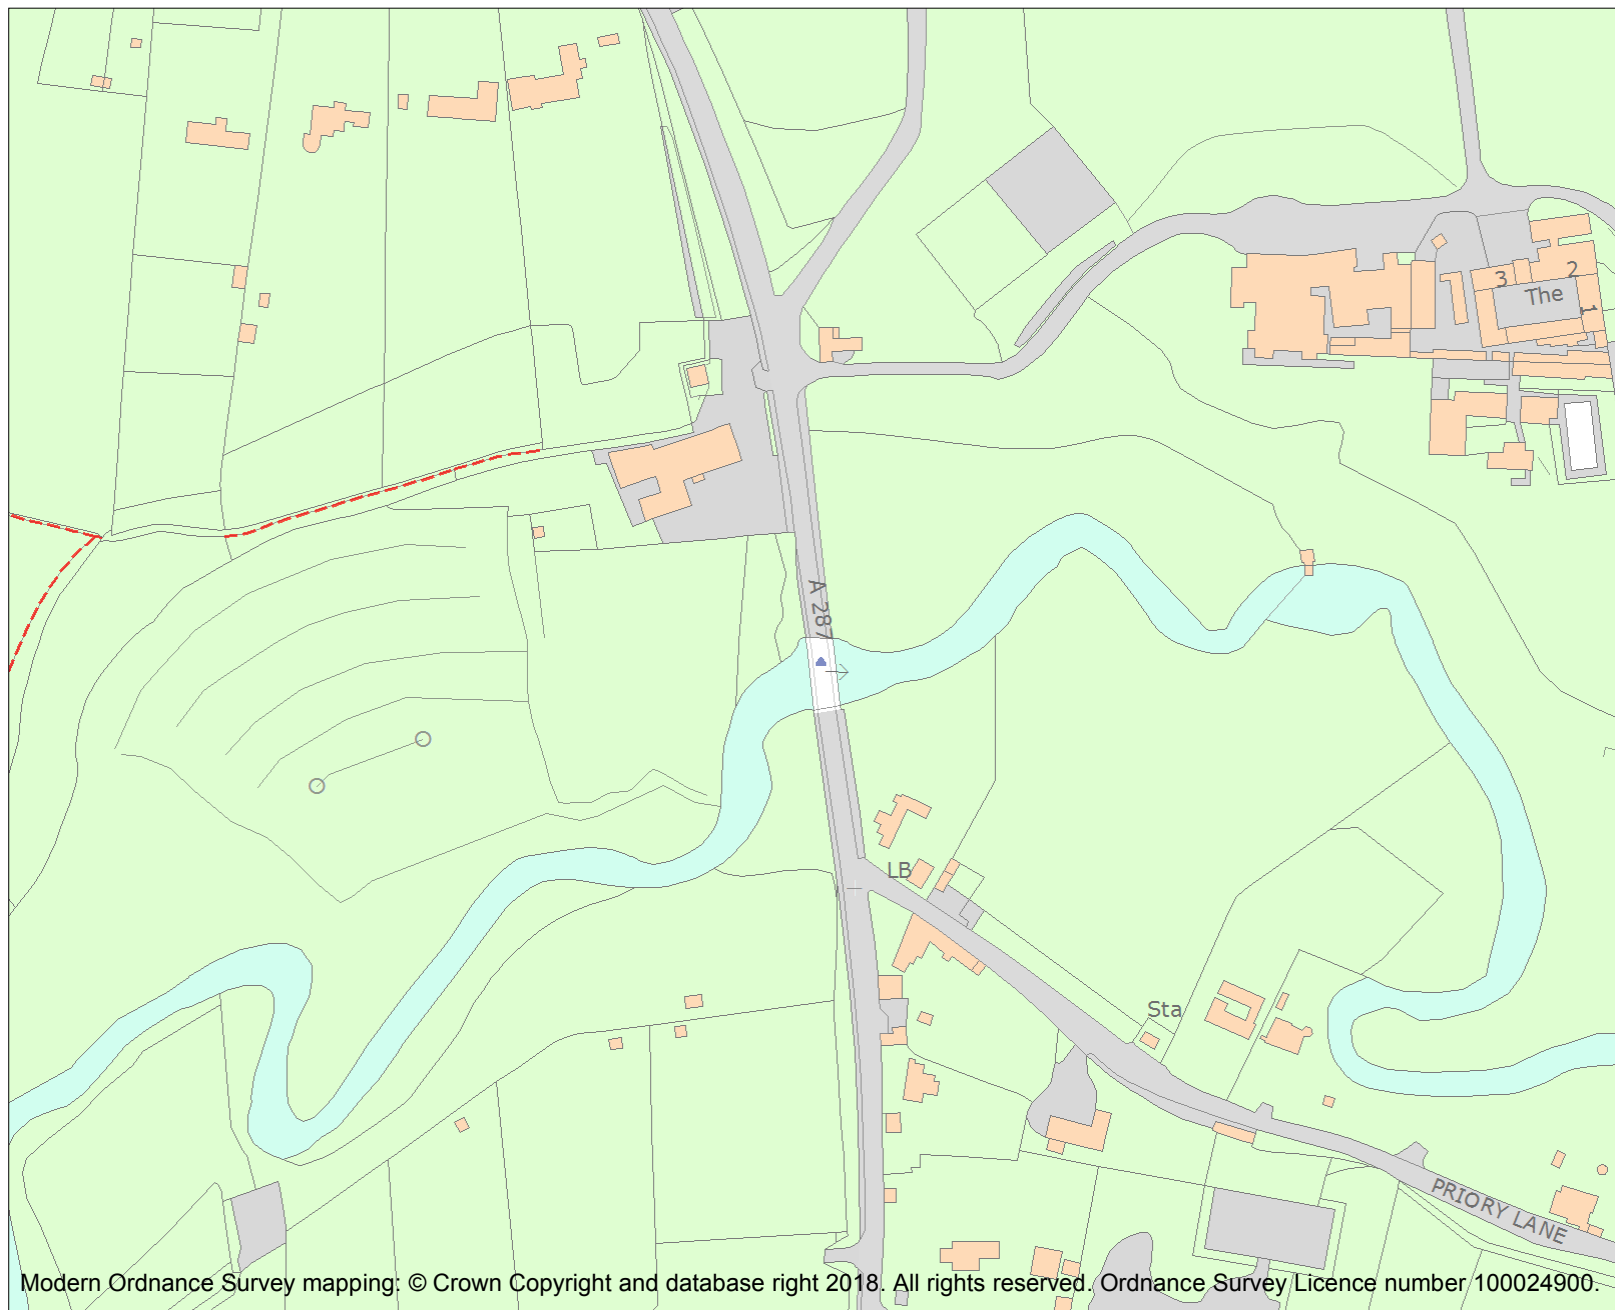 3
2
The
1
A 287
LB
Sta
PRIORY LANE
Modern Ordnance Survey mapping: © Crown Copyright and database right 2018. All rights reserved. Ordnance Survey Licence number 100024900.